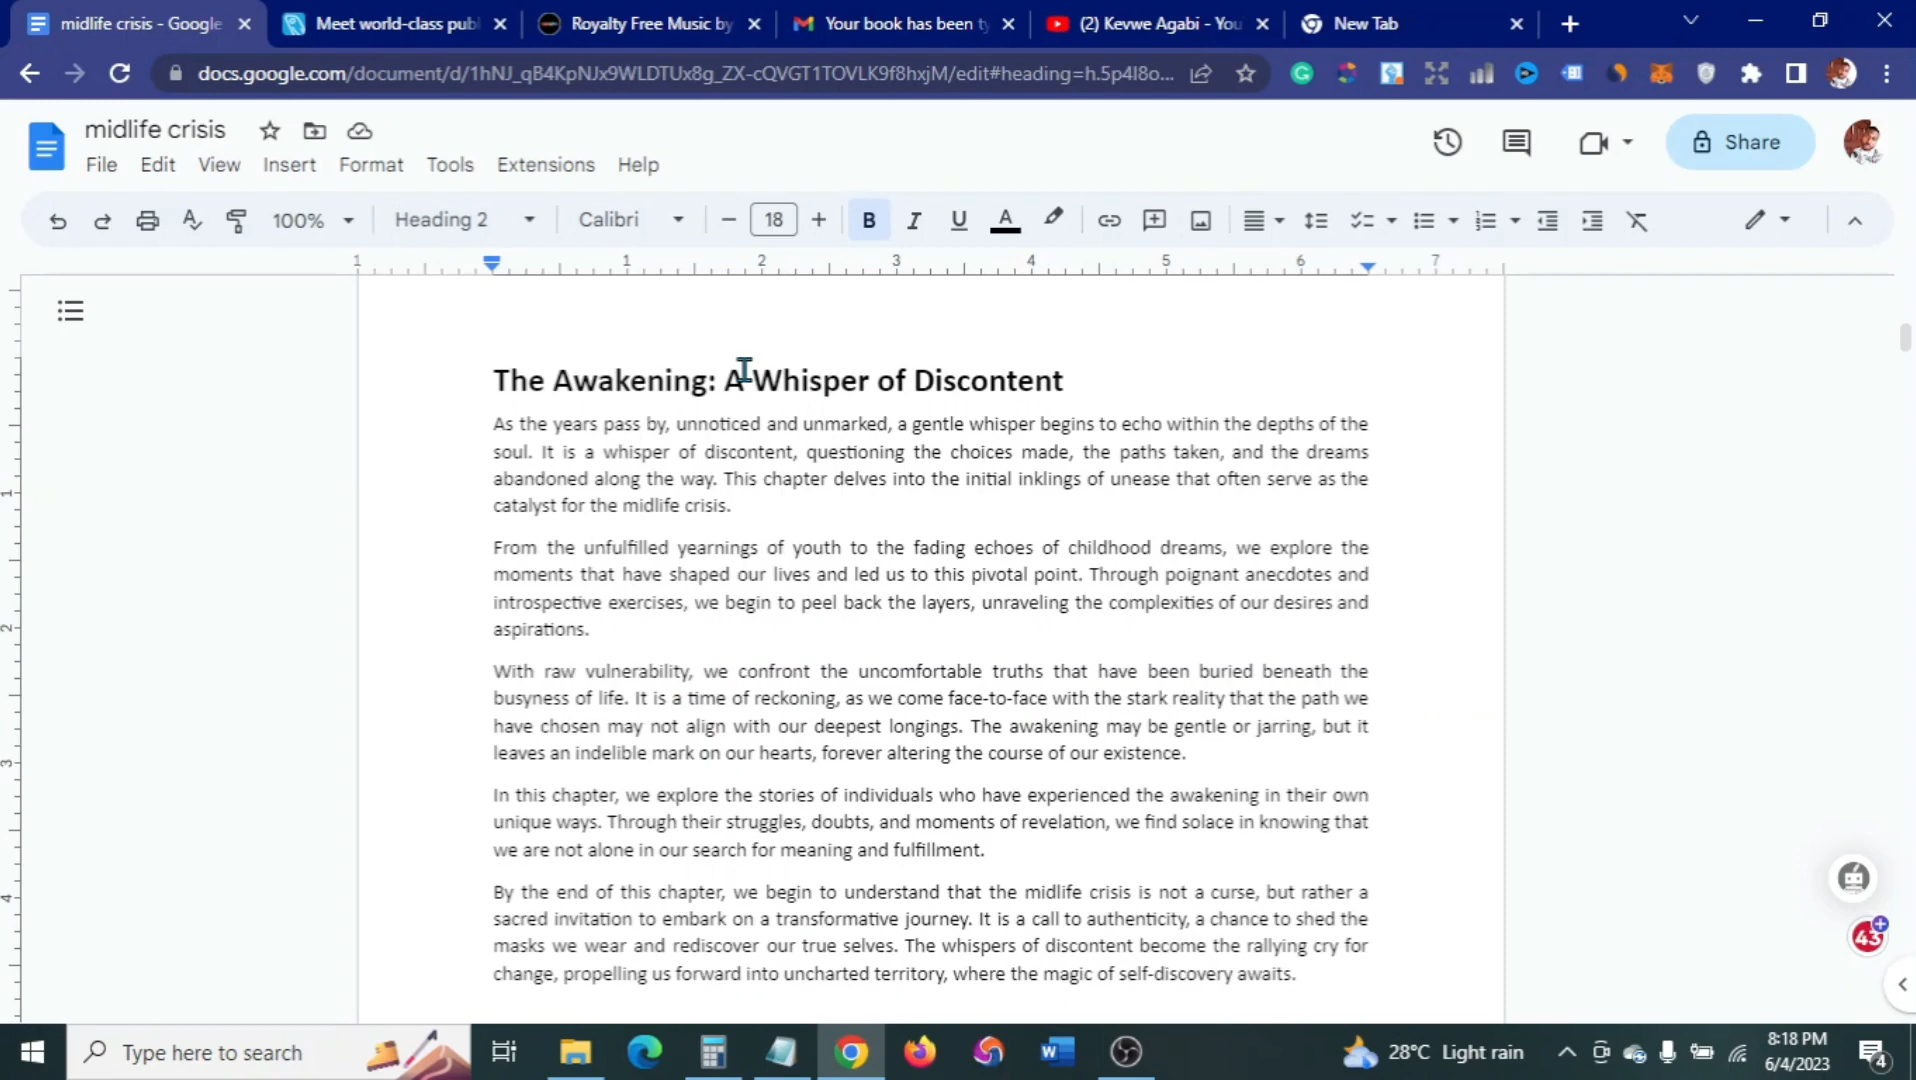 midlife crisis - Google
Meet world-class publ
Royalty Free Music by
Your book has been ty
(2) Kevwe Agabi - You
New Tab
docs.google.com/document/d/1hNJ_qB4KpNJx9WLDTUx8g_ZX-cQVGT1TOVLK9f8hxjM/edit#heading=h.5p4l8o...
midlife crisis
Share
File Edit View Insert Format Tools Extensions Help
100% Heading 2 Calibri 18 B I U A
1 1 2 3 4 5 6 7
The Awakening: A Whisper of Discontent
As the years pass by, unnoticed and unmarked, a gentle whisper begins to echo within the depths of the
soul. It is a whisper of discontent, questioning the choices made, the paths taken, and the dreams
abandoned along the way. This chapter delves into the initial inklings of unease that often serve as the
catalyst for the midlife crisis.
From the unfulfilled yearnings of youth to the fading echoes of childhood dreams, we explore the
moments that have shaped our lives and led us to this pivotal point. Through poignant anecdotes and
introspective exercises, we begin to peel back the layers, unraveling the complexities of our desires and
aspirations.
With raw vulnerability, we confront the uncomfortable truths that have been buried beneath the
busyness of life. It is a time of reckoning, as we come face-to-face with the stark reality that the path we
have chosen may not align with our deepest longings. The awakening may be gentle or jarring, but it
leaves an indelible mark on our hearts, forever altering the course of our existence.
In this chapter, we explore the stories of individuals who have experienced the awakening in their own
unique ways. Through their struggles, doubts, and moments of revelation, we find solace in knowing that
we are not alone in our search for meaning and fulfillment.
By the end of this chapter, we begin to understand that the midlife crisis is not a curse, but rather a
sacred invitation to embark on a transformative journey. It is a call to authenticity, a chance to shed the
masks we wear and rediscover our true selves. The whispers of discontent become the rallying cry for
change, propelling us forward into uncharted territory, where the magic of self-discovery awaits.
1
2
3
4
43
Type here to search
28°C Light rain
8:18 PM
6/4/2023
4